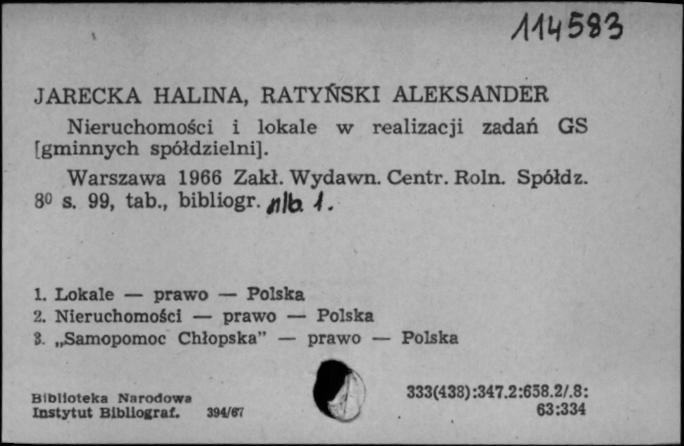 114583
JARECKA HALINA, RATYŃSKI ALEKSANDER
Nieruchomości i lokale w realizacji zadań GS
[gminnych spółdzielni].
Warszawa 1966 Zakł. Wydawn. Centr. Roln. Spółdz.
8⁰ s. 99, tab., bibliogr. nlb. 1.
1. Lokale — prawo — Polska
2. Nieruchomości — prawo — Polska
3. „Samopomoc Chłopska” — prawo — Polska
Biblioteka Narodowa
Instytut Bibliograf. 394/67
333(438):347.2:658.2/.8:
63:334